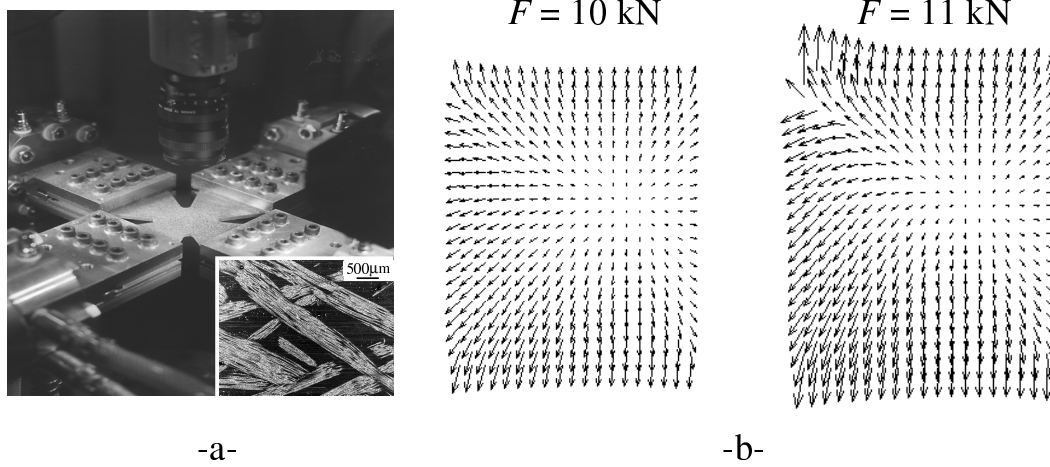 F = 10 kN
F = 11 kN
500μm
-a-
-b-